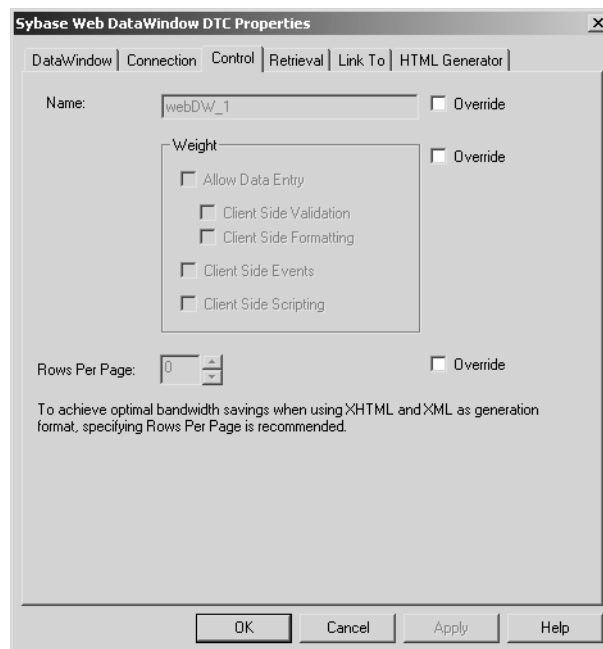 Sybase Web DataWindow DTC Properties
DataWindow Connection Control Retrieval Link To HTML Generator
Name: webDW_1 Override
Weight Override
Allow Data Entry
Client Side Validation
Client Side Formatting
Client Side Events
Client Side Scripting
Rows Per Page: 0 Override
To achieve optimal bandwidth savings when using XHTML and XML as generation
format, specifying Rows Per Page is recommended.
OK Cancel Apply Help